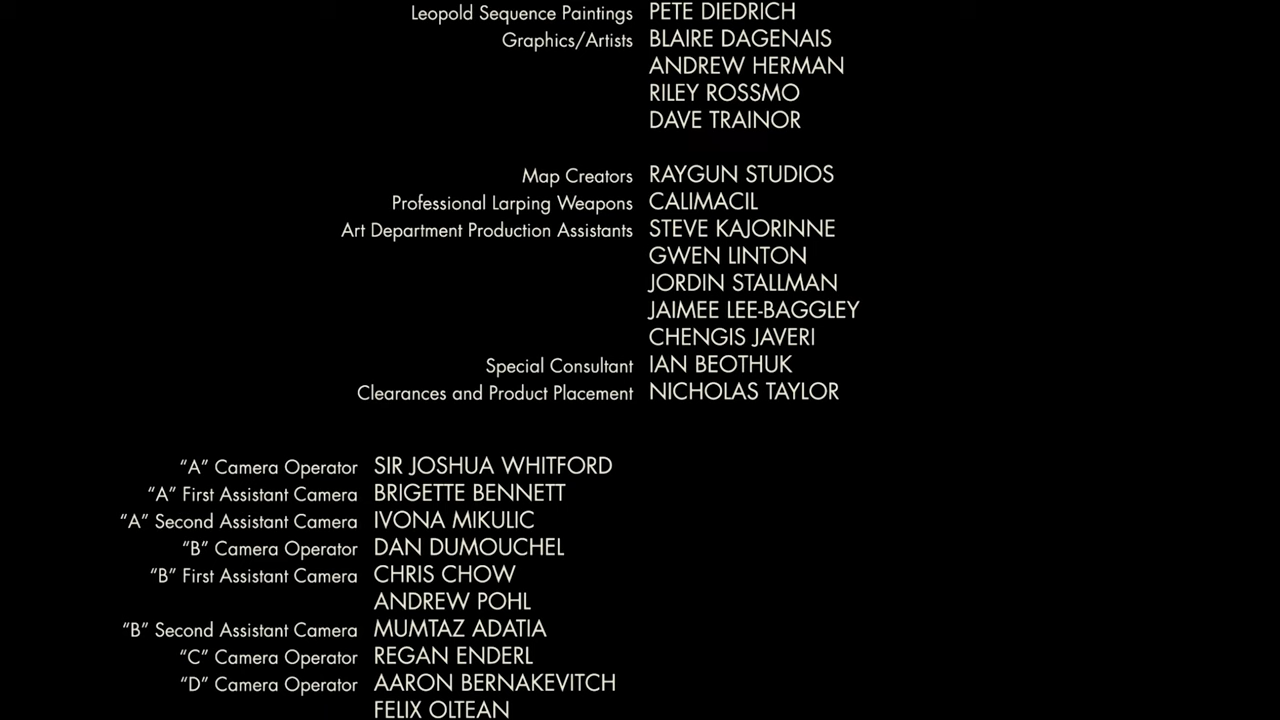 Leopold Sequence Paintings PETE DIEDRICH
Graphics/Artists BLAIRE DAGENAIS
ANDREW HERMAN
RILEY ROSSMO
DAVE TRAINOR
Map Creators RAYGUN STUDIOS
Professional Larping Weapons CALIMACIL
Art Department Production Assistants STEVE KAJORINNE
GWEN LINTON
JORDIN STALLMAN
JAIMEE LEE-BAGGLEY
CHENGIS JAVERI
Special Consultant IAN BEOTHUK
Clearances and Product Placement NICHOLAS TAYLOR
“A” Camera Operator SIR JOSHUA WHITFORD
“A” First Assistant Camera BRIGETTE BENNETT
“A” Second Assistant Camera IVONA MIKULIC
“B” Camera Operator DAN DUMOUCHEL
“B” First Assistant Camera CHRIS CHOW
ANDREW POHL
“B” Second Assistant Camera MUMTAZ ADATIA
“C” Camera Operator REGAN ENDERL
“D” Camera Operator AARON BERNAKEVITCH
FELIX OLTEAN